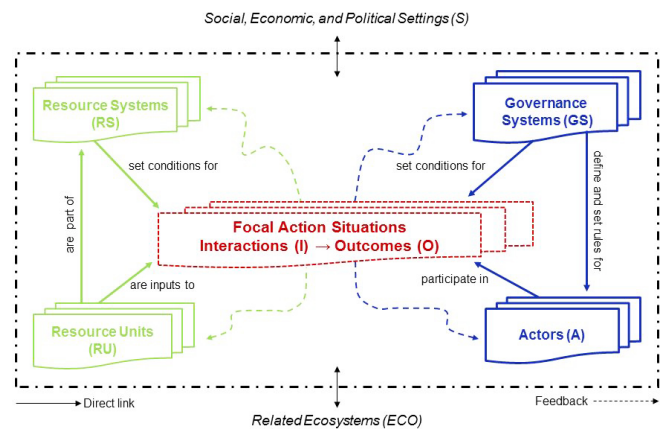 Social, Economic, and Political Settings (S)
Resource Systems
(RS)
Governance
Systems (GS)
set conditions for
set conditions for
are part of
define and set rules for
Focal Action Situations
Interactions (I) → Outcomes (O)
are inputs to
participate in
Resource Units
(RU)
Actors (A)
Direct link
Feedback
Related Ecosystems (ECO)